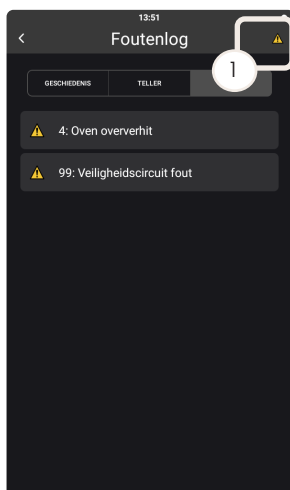 13:51
Foutenlog
1
GESCHIEDENIS TELLER
4: Oven oververhit
99: Veiligheidscircuit fout